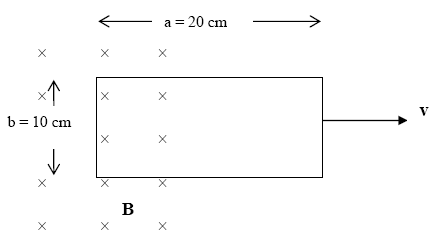 a = 20 cm
v
b = 10 cm
B